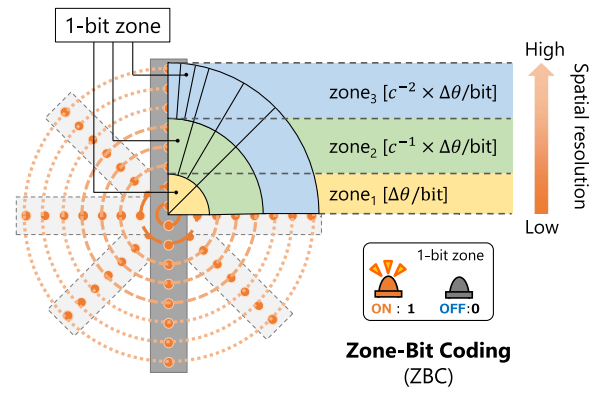 1-bit zone
High
zone₃ [c⁻² × Δθ/bit]
zone₂ [c⁻¹ × Δθ/bit]
zone₁ [Δθ/bit]
Spatial resolution
Low
1-bit zone
ON : 1 OFF:0
Zone-Bit Coding
(ZBC)